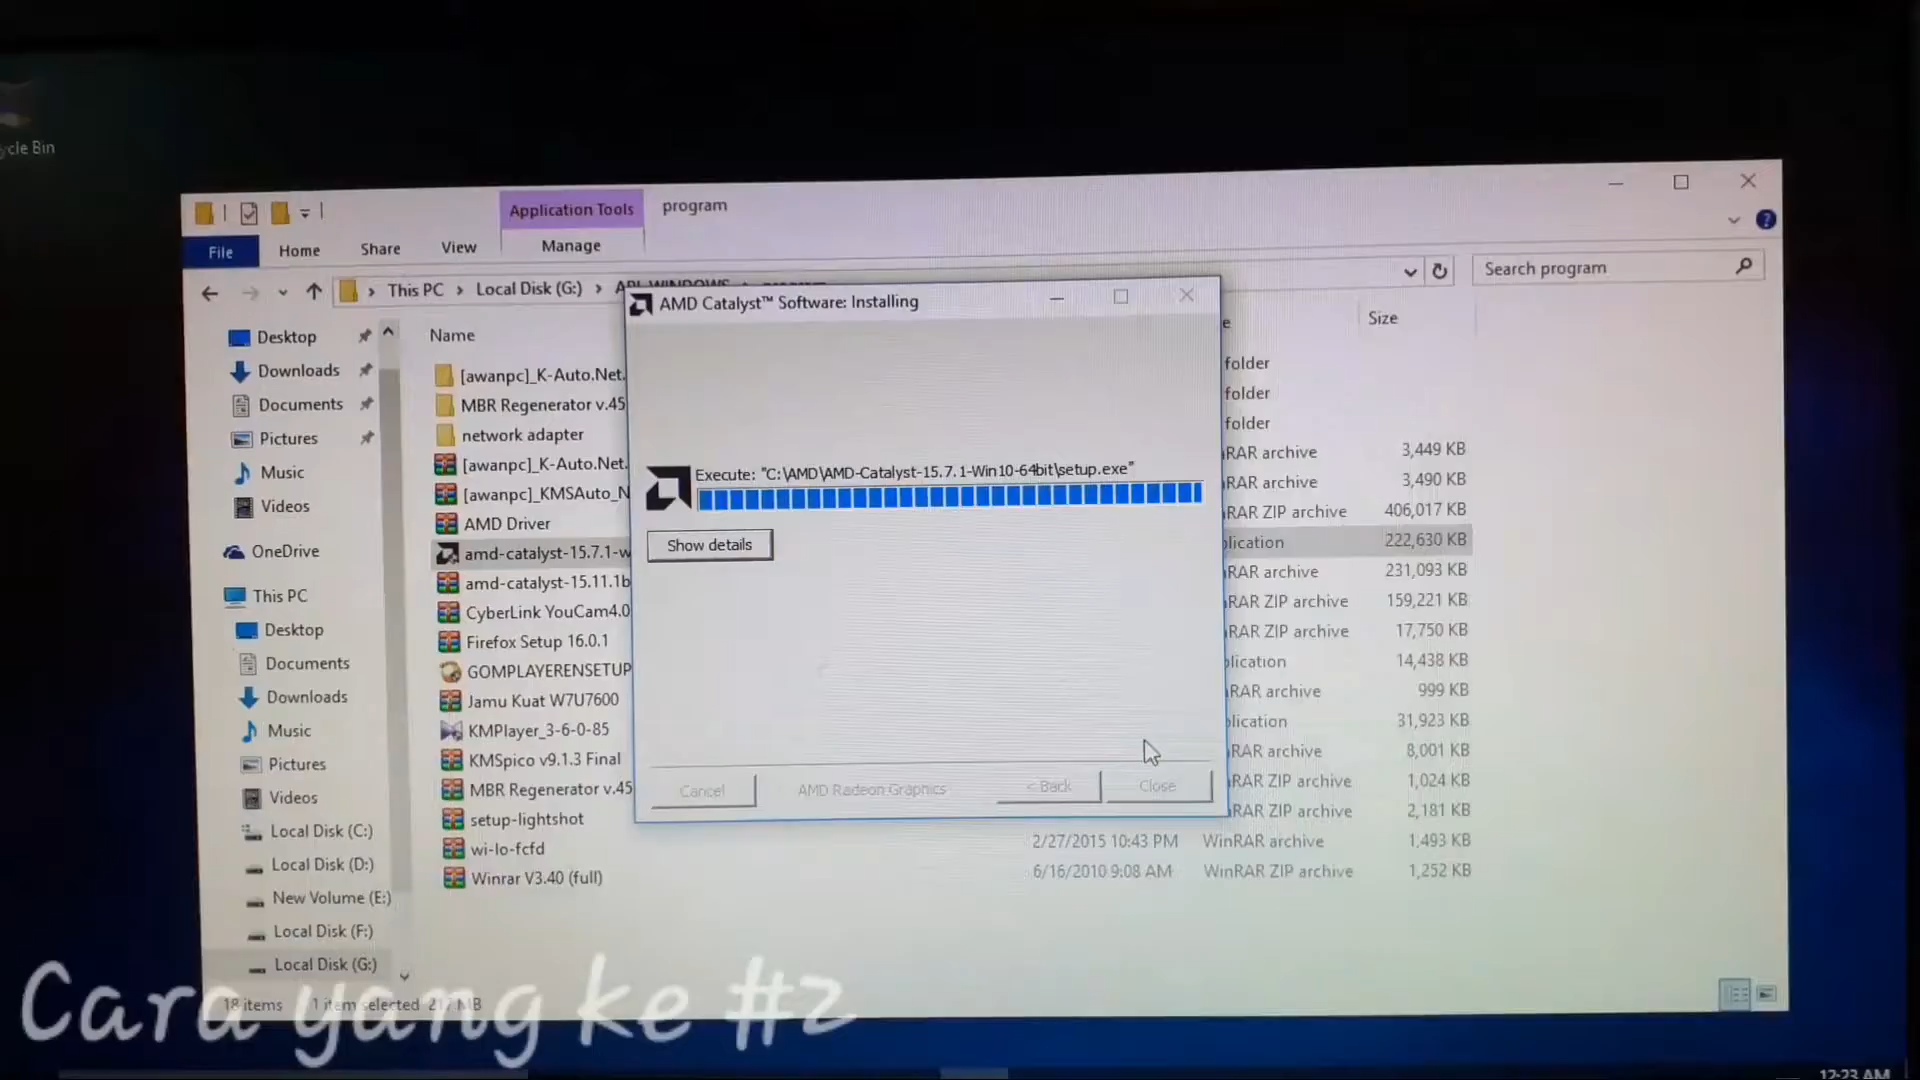 cle Bin
Application Tools
program
File
Home
Share
View
Manage
This PC
Local Disk (G:)
Search program
AMD Catalyst™ Software: Installing
Name
Size
Desktop
Downloads
Documents
Pictures
Music
Videos
OneDrive
This PC
Desktop
Documents
Downloads
Music
Pictures
Videos
Local Disk (C:)
Local Disk (D:)
New Volume (E:)
Local Disk (F:)
Local Disk (G:)
[awanpc]_K-Auto.Net.
folder
MBR Regenerator v.45
folder
network adapter
folder
[awanpc]_K-Auto.Net.
RAR archive 3,449 KB
[awanpc]_KMSAuto_N
RAR archive 3,490 KB
AMD Driver
RAR ZIP archive 406,017 KB
amd-catalyst-15.7.1-w
plication 222,630 KB
amd-catalyst-15.11.1b
RAR archive 231,093 KB
CyberLink YouCam4.0
RAR ZIP archive 159,221 KB
Firefox Setup 16.0.1
RAR ZIP archive 17,750 KB
GOMPLAYERENSETUP
plication 14,438 KB
Jamu Kuat W7U7600
RAR archive 999 KB
KMPlayer_3-6-0-85
plication 31,923 KB
KMSpico v9.1.3 Final
RAR archive 8,001 KB
MBR Regenerator v.45
RAR ZIP archive 1,024 KB
setup-lightshot
RAR ZIP archive 2,181 KB
wi-lo-fcfd
2/27/2015 10:43 PM WinRAR archive 1,493 KB
Winrar V3.40 (full)
6/16/2010 9:08 AM WinRAR ZIP archive 1,252 KB
Execute: "C:\AMD\AMD-Catalyst-15.7.1-Win10-64bit\setup.exe"
Show details
Cancel
AMD Radeon Graphics
< Back
Close
18 items
1 item selected 217 MB
Cara yang ke #2
12:23 AM